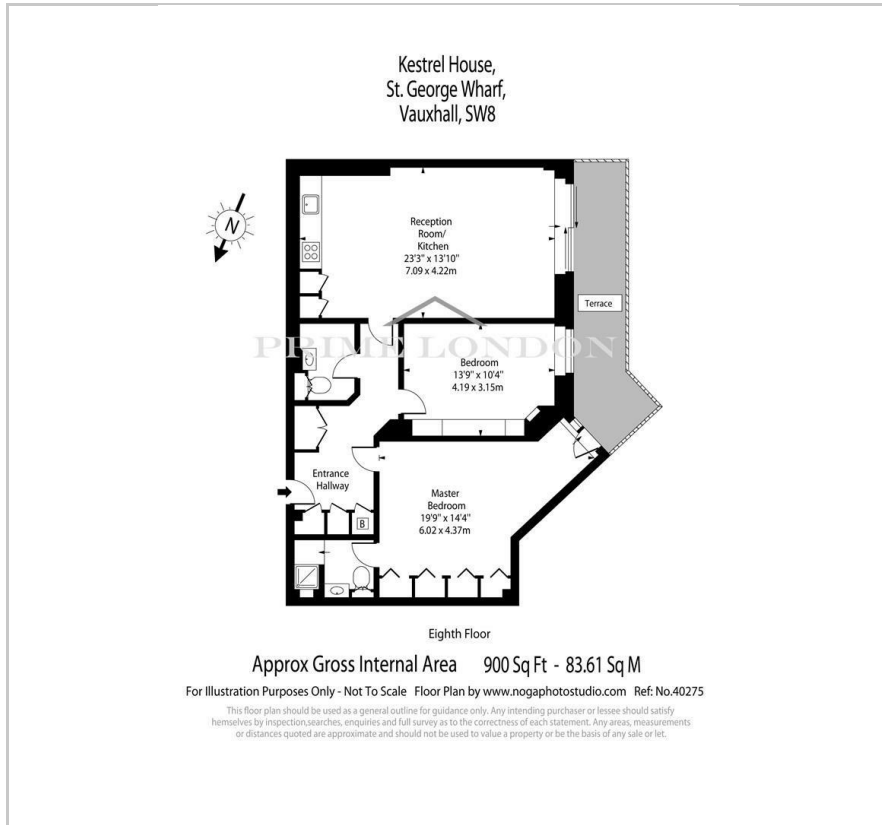 Kestrel House,
St. George Wharf,
Vauxhall, SW8
N
Reception
Room/
Kitchen
23'3" x 13'10"
7.09 x 4.22m
Terrace
PRIME LONDON
Bedroom
13'9" x 10'4"
4.19 x 3.15m
Entrance
Hallway
Master
Bedroom
19'9" x 14'4"
6.02 x 4.37m
B
Eighth Floor
Approx Gross Internal Area 900 Sq Ft - 83.61 Sq M
For Illustration Purposes Only - Not To Scale Floor Plan by www.nogaphotostudio.com Ref: No.40275
This floor plan should be used as a general outline for guidance only. Any intending purchaser or lessee should satisfy
themselves by inspection,searches, enquiries and full survey as to the correctness of each statement. Any areas, measurements
or distances quoted are approximate and should not be used to value a property or be the basis of any sale or let.